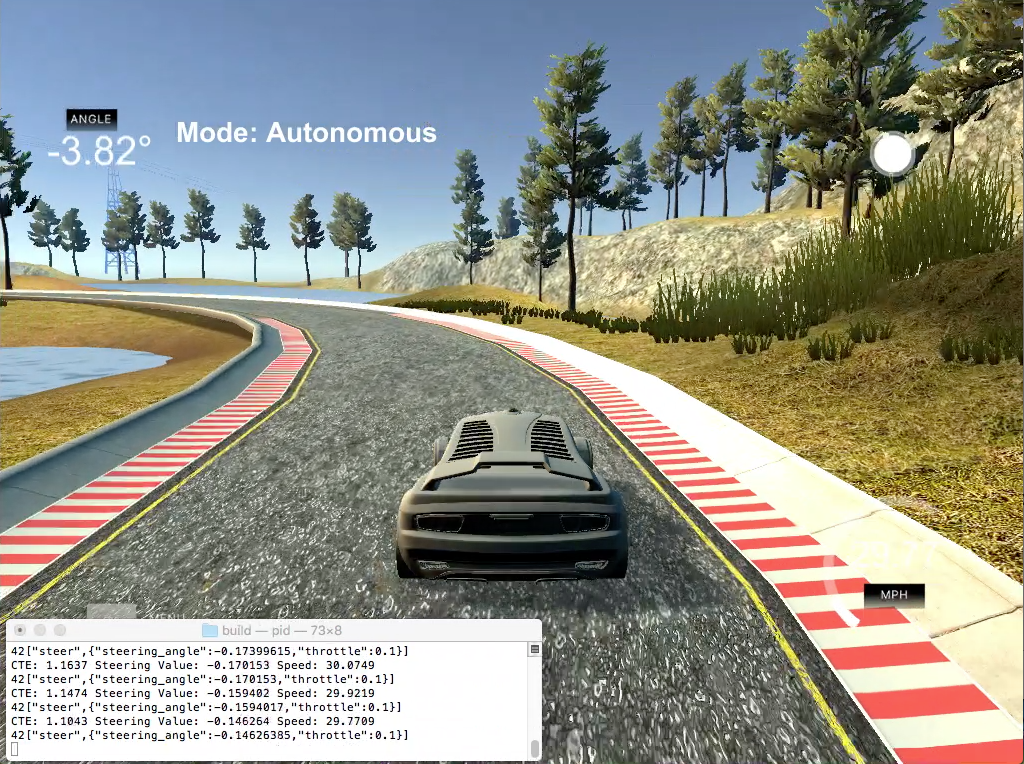 ANGLE
-3.82°
Mode: Autonomous
MPH
build — pid — 73×8
42["steer",{"steering_angle":-0.17399615,"throttle":0.1}]
CTE: 1.1637 Steering Value: -0.170153 Speed: 30.0749
42["steer",{"steering_angle":-0.170153,"throttle":0.1}]
CTE: 1.1474 Steering Value: -0.159402 Speed: 29.9219
42["steer",{"steering_angle":-0.1594017,"throttle":0.1}]
CTE: 1.1043 Steering Value: -0.146264 Speed: 29.7709
42["steer",{"steering_angle":-0.14626385,"throttle":0.1}]